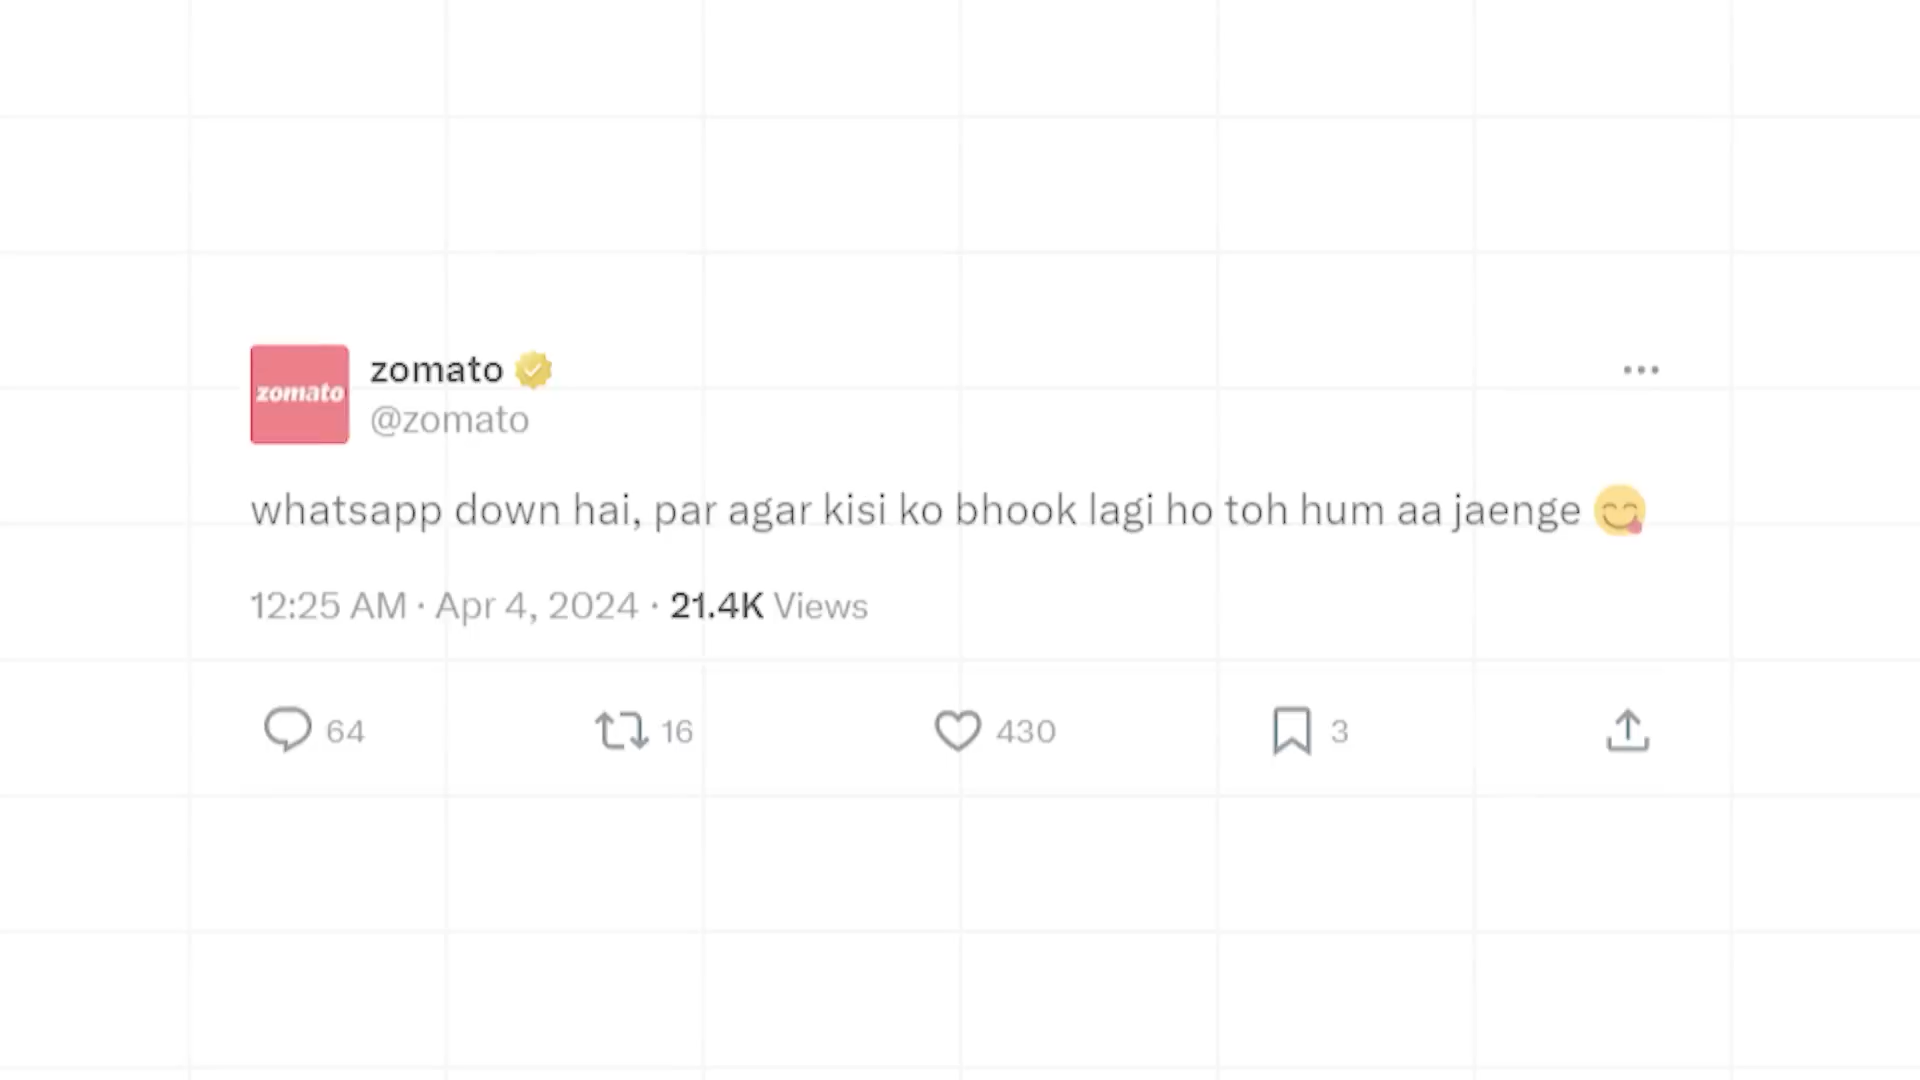 zomato
zomato
@zomato
whatsapp down hai, par agar kisi ko bhook lagi ho toh hum aa jaenge 😋
12:25 AM · Apr 4, 2024 · 21.4K Views
64 16 430 3